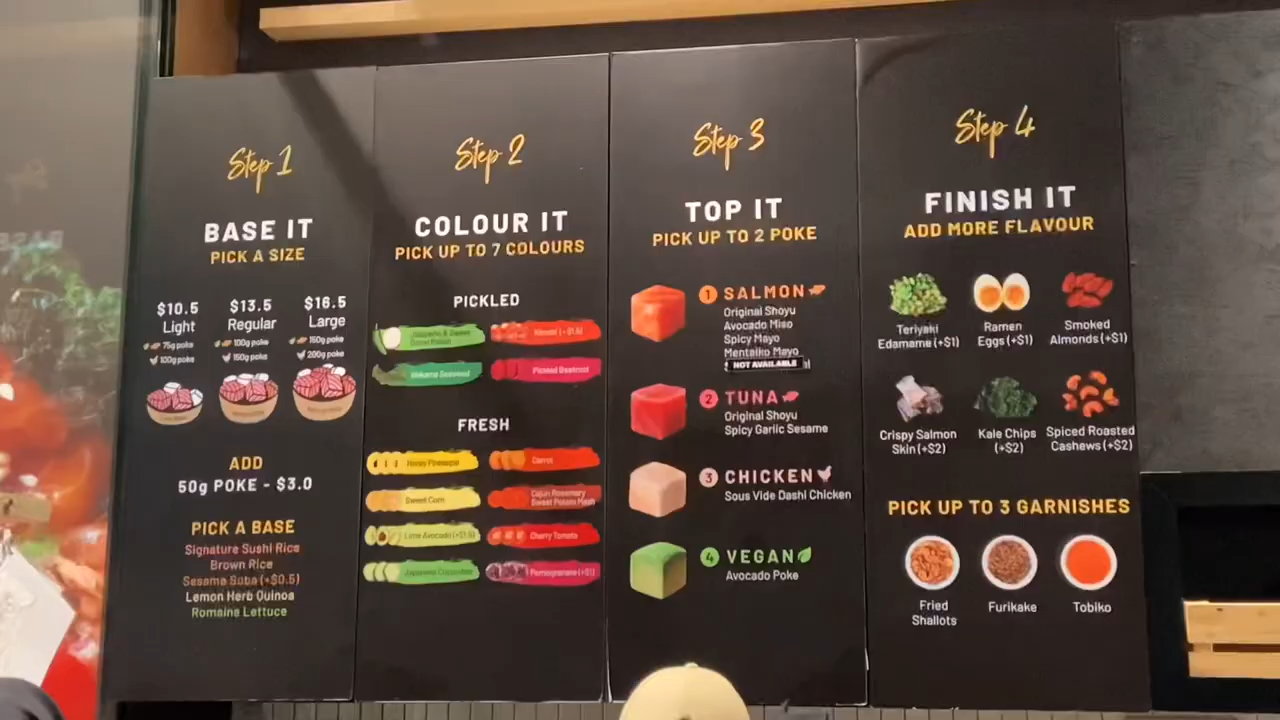 Step 1
BASE IT
PICK A SIZE
$10.5
Light
75g poke
100g poke
$13.5
Regular
100g poke
150g poke
$16.5
Large
150g poke
200g poke
ADD
50g POKE - $3.0
PICK A BASE
Signature Sushi Rice
Brown Rice
Sesame Soba (+$0.5)
Lemon Herb Quinoa
Romaine Lettuce
Step 2
COLOUR IT
PICK UP TO 7 COLOURS
PICKLED
Kimchi (+$1.5)
Wakame Seaweed
Pickled Beetroot
FRESH
Honey Pineapple
Carrot
Sweet Corn
Cajun Rosemary
Sweet Potato Mash
Lime Avocado (+$1.5)
Cherry Tomato
Japanese Cucumber
Pomegranate (+$1)
Step 3
TOP IT
PICK UP TO 2 POKE
1 SALMON
Original Shoyu
Avocado Miso
Spicy Mayo
Mentaiko Mayo
NOT AVAILABLE
2 TUNA
Original Shoyu
Spicy Garlic Sesame
3 CHICKEN
Sous Vide Dashi Chicken
4 VEGAN
Avocado Poke
Step 4
FINISH IT
ADD MORE FLAVOUR
Teriyaki
Edamame (+$1)
Ramen
Eggs (+$1)
Smoked
Almonds (+$1)
Crispy Salmon
Skin (+$2)
Kale Chips
(+$2)
Spiced Roasted
Cashews (+$2)
PICK UP TO 3 GARNISHES
Fried
Shallots
Furikake
Tobiko